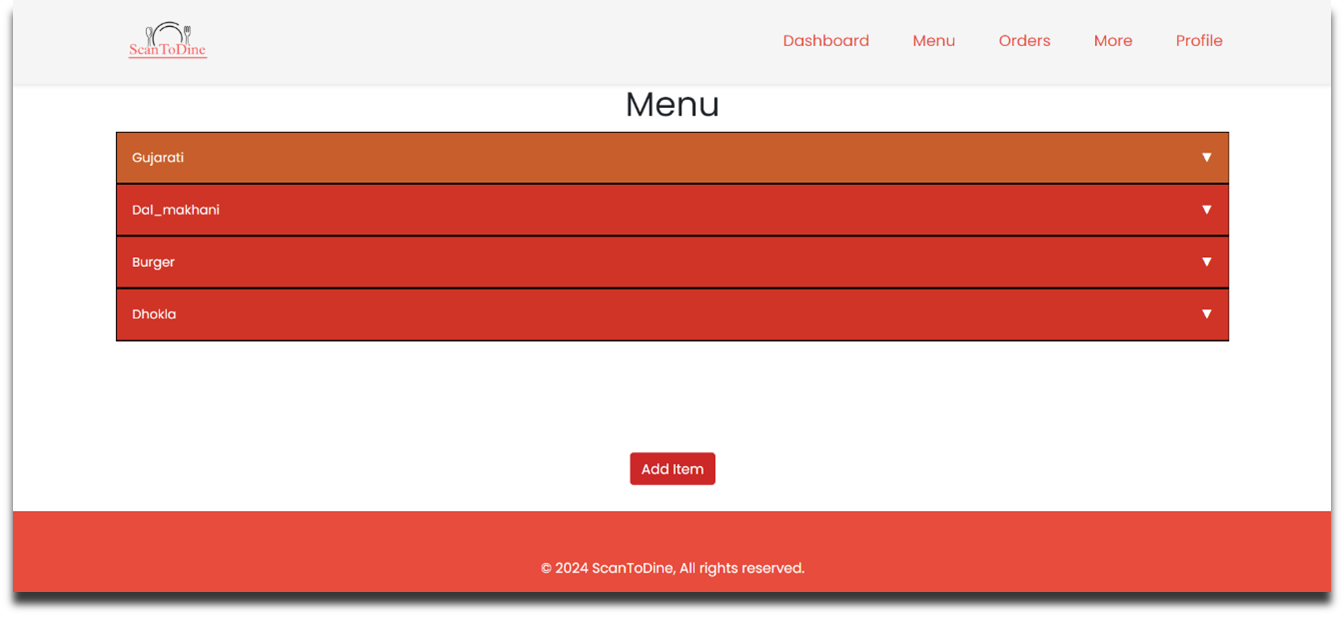 ScanToDine
Dashboard Menu Orders More Profile
Menu
Gujarati ▼
Dal_makhani ▼
Burger ▼
Dhokla ▼
Add Item
© 2024 ScanToDine, All rights reserved.